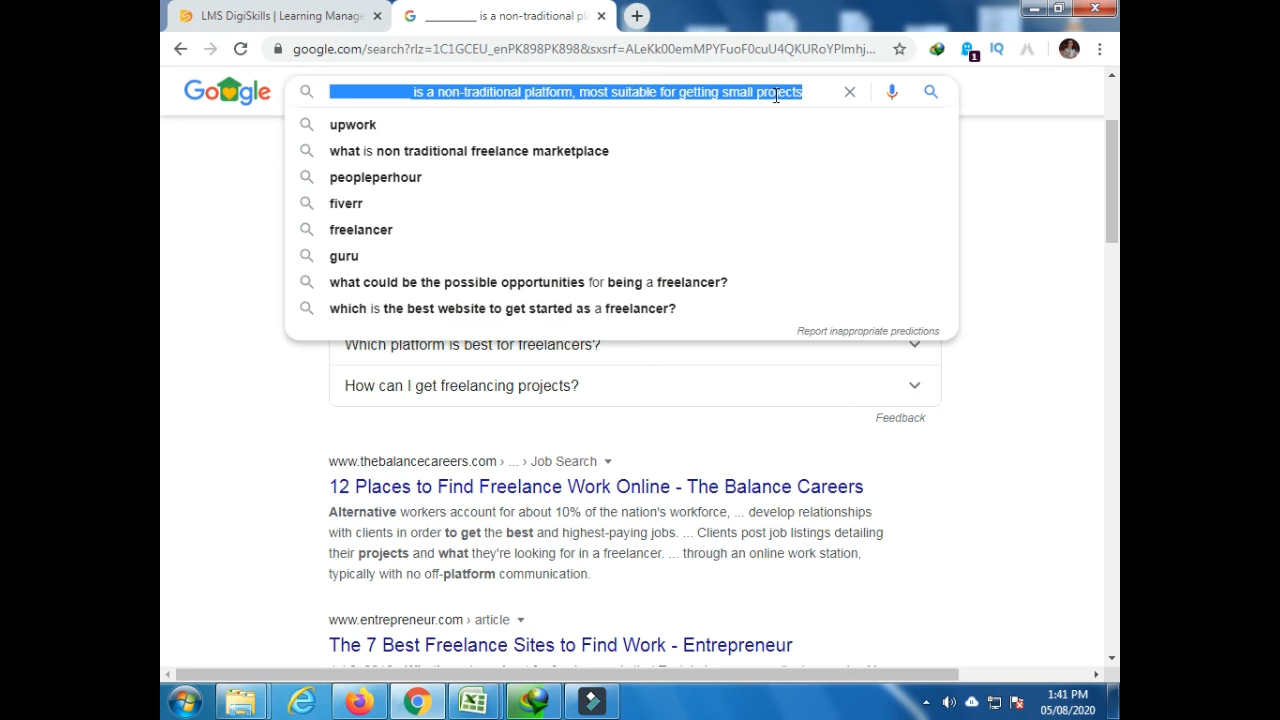 LMS DigiSkills | Learning Manage
__________ is a non-traditional pl
google.com/search?rlz=1C1GCEU_enPK898PK898&sxsrf=ALeKk00emMPYFuoF0cuU4QKURoYPlmhj...
1
IQ
Google
is a non-traditional platform, most suitable for getting small projects
upwork
what is non traditional freelance marketplace
peopleperhour
fiverr
freelancer
guru
what could be the possible opportunities for being a freelancer?
which is the best website to get started as a freelancer?
Report inappropriate predictions
Which platform is best for freelancers?
How can I get freelancing projects?
Feedback
www.thebalancecareers.com › ... › Job Search
12 Places to Find Freelance Work Online - The Balance Careers
Alternative workers account for about 10% of the nation's workforce, ... develop relationships
with clients in order to get the best and highest-paying jobs. ... Clients post job listings detailing
their projects and what they're looking for in a freelancer. ... through an online work station,
typically with no off-platform communication.
www.entrepreneur.com › article
The 7 Best Freelance Sites to Find Work - Entrepreneur
1:41 PM
05/08/2020